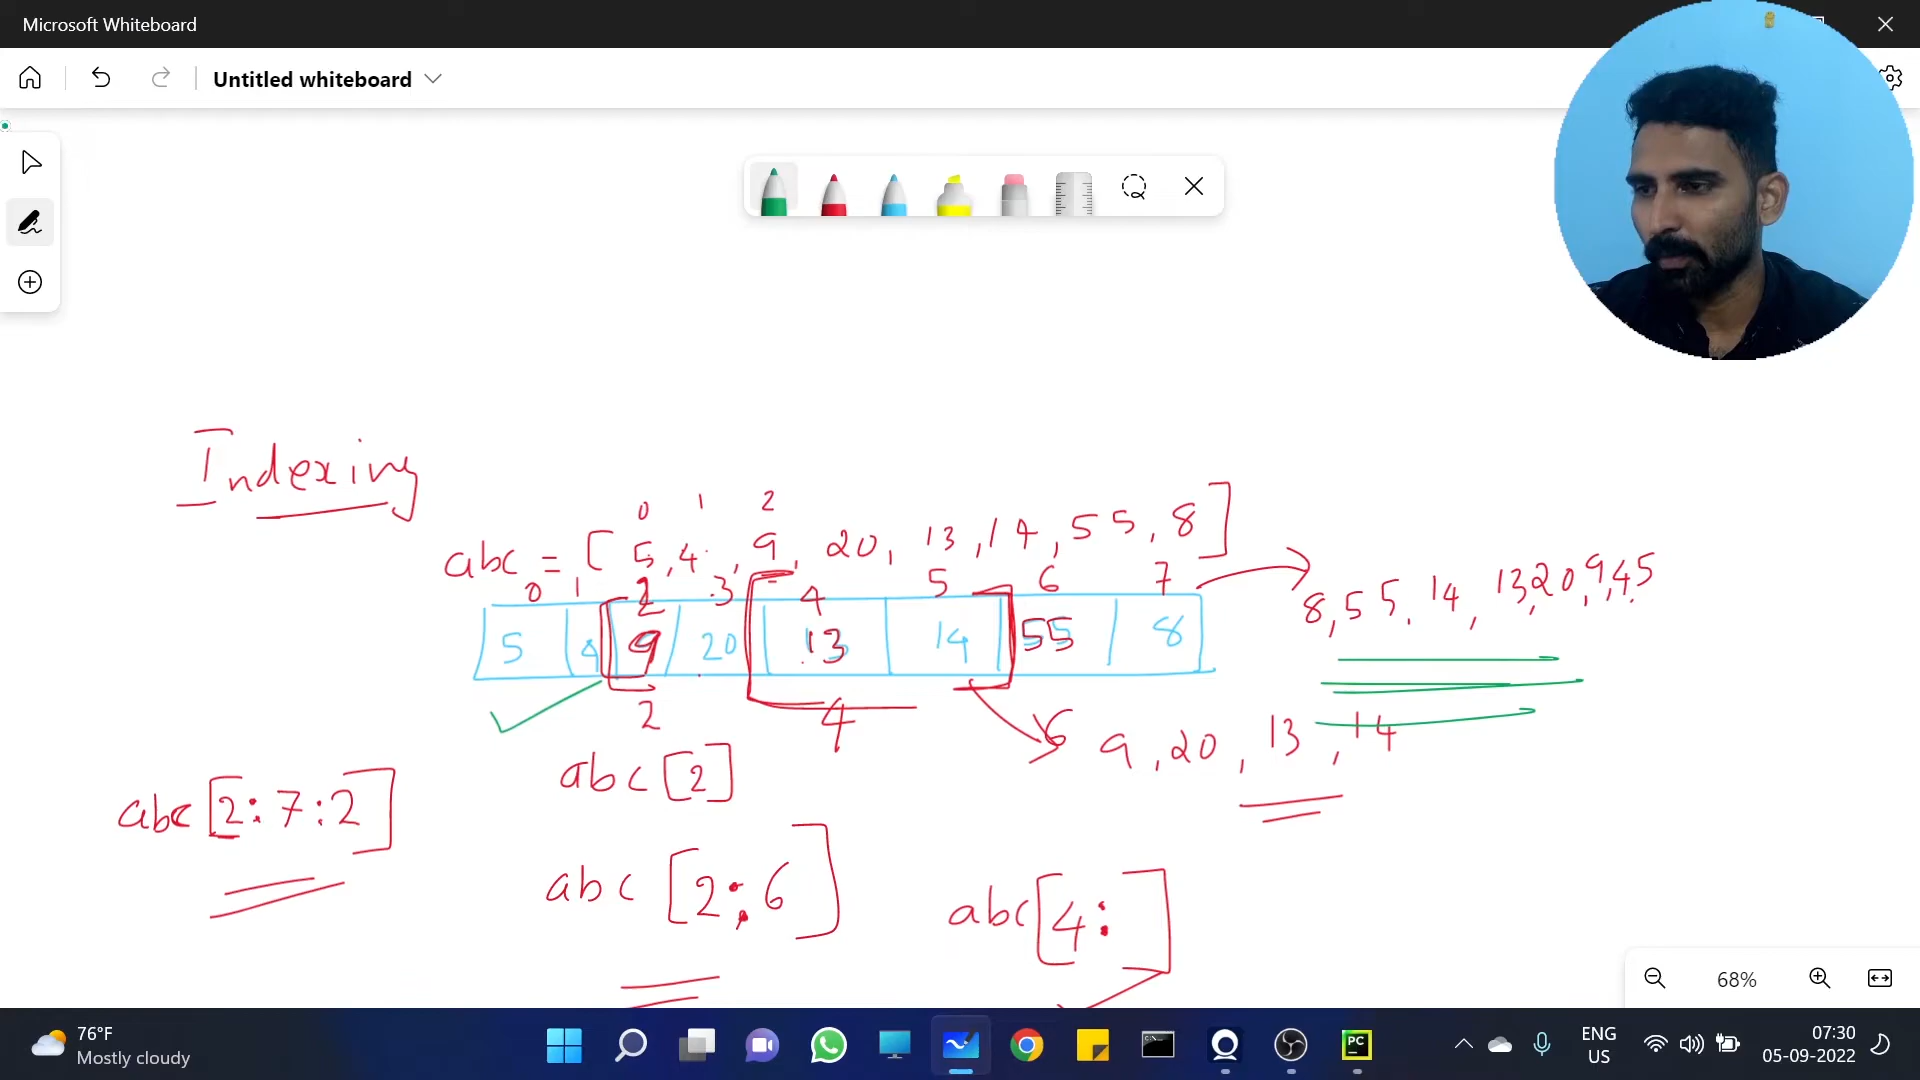 Microsoft Whiteboard
Untitled whiteboard
Indexing
0 1 2
abc = [5,4,9,20,13,14,55,8]
0 1 2 3 4 5 6 7
5 4 9 20 13 14 55 8
8,55,14,13,20,9,4,5
2 4 6
9,20,13,14
abc[2]
abc[2:7:2]
abc[2:6]
abc[4:]
68%
76°F
Mostly cloudy
PC
ENG
US
07:30
05-09-2022